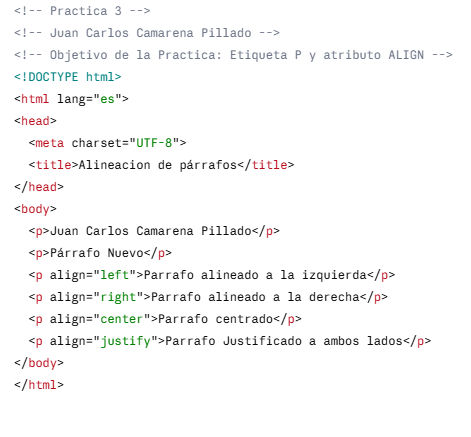 <!-- Practica 3 -->
<!-- Juan Carlos Camarena Pillado -->
<!-- Objetivo de la Practica: Etiqueta P y atributo ALIGN -->
<!DOCTYPE html>
<html lang="es">
<head>
  <meta charset="UTF-8">
  <title>Alineacion de párrafos</title>
</head>
<body>
  <p>Juan Carlos Camarena Pillado</p>
  <p>Párrafo Nuevo</p>
  <p align="left">Parrafo alineado a la izquierda</p>
  <p align="right">Parrafo alineado a la derecha</p>
  <p align="center">Parrafo centrado</p>
  <p align="justify">Parrafo Justificado a ambos lados</p>
</body>
</html>